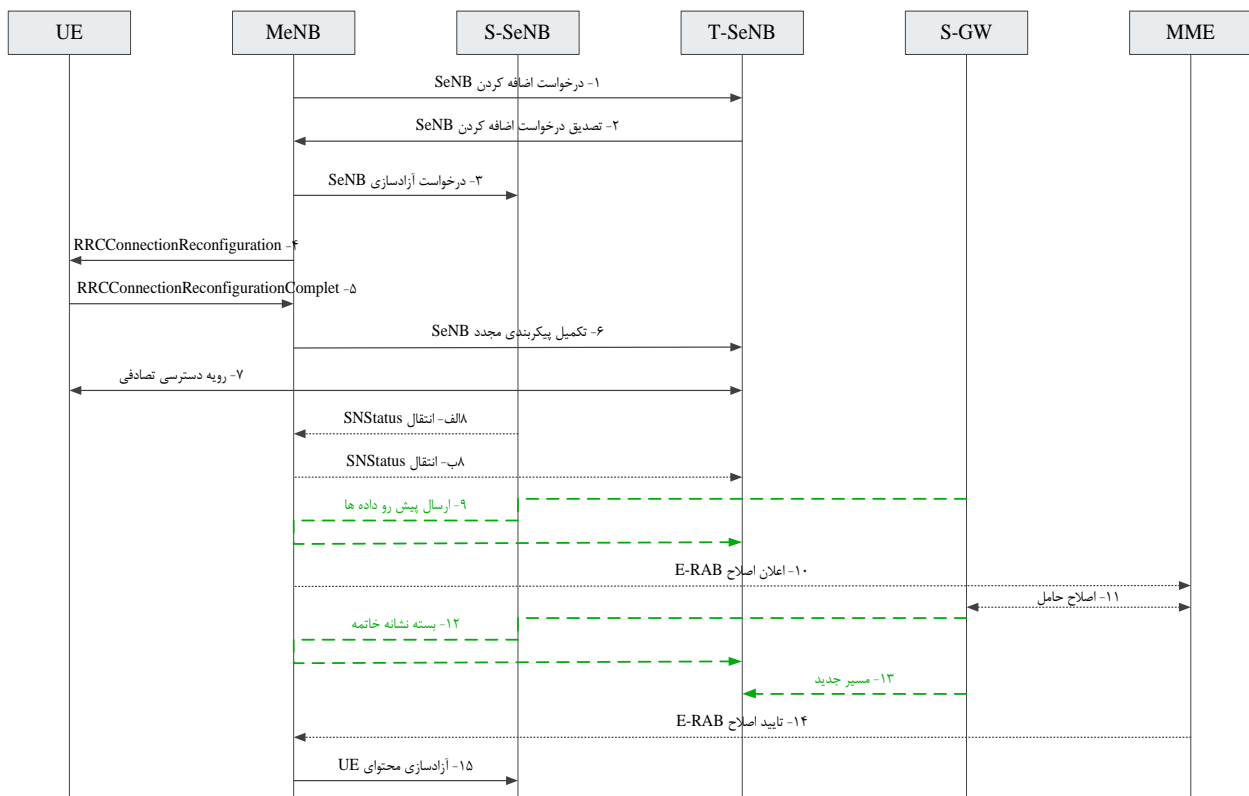 UE
MeNB
S-SeNB
T-SeNB
S-GW
MME
۱- درخواست اضافه کردن SeNB
۲- تصدیق درخواست اضافه کردن SeNB
۳- درخواست آزادسازی SeNB
۴- RRCConnectionReconfiguration
۵- RRCConnectionReconfigurationComplet
۶- تکمیل پیکربندی مجدد SeNB
۷- رویه دسترسی تصادفی
۸الف- انتقال SNStatus
۸ب- انتقال SNStatus
۹- ارسال پیش رو داده ها
۱۰- اعلان اصلاح E-RAB
۱۱- اصلاح حامل
۱۲- بسته نشانه خاتمه
۱۳- مسیر جدید
۱۴- تایید اصلاح E-RAB
۱۵- آزادسازی محتوای UE